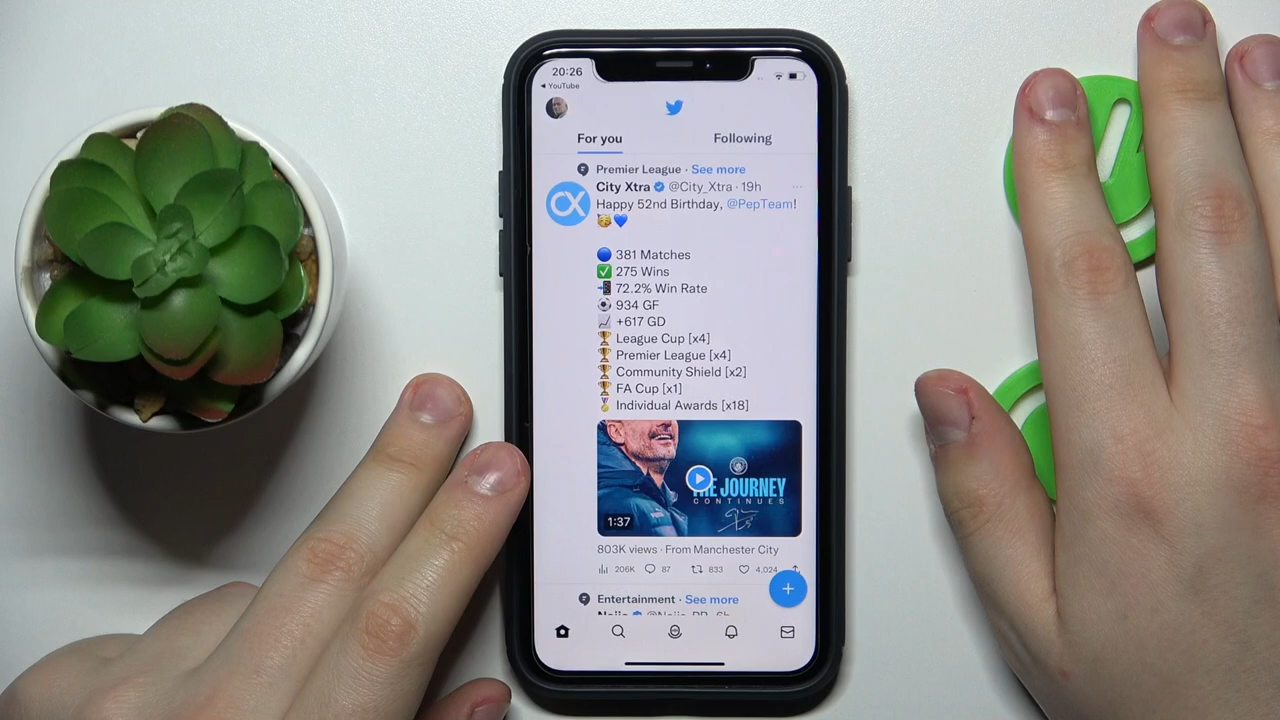 20:26
◀ YouTube
For you Following
Premier League · See more
City Xtra @City_Xtra · 19h ...
Happy 52nd Birthday, @PepTeam!
🥳💙
🔵 381 Matches
✅ 275 Wins
📲 72.2% Win Rate
⚽ 934 GF
📈 +617 GD
🏆 League Cup [x4]
🏆 Premier League [x4]
🏆 Community Shield [x2]
🏆 FA Cup [x1]
🏅 Individual Awards [x18]
THE JOURNEY
CONTINUES
1:37
803K views · From Manchester City
206K 87 833 4,024
Entertainment · See more